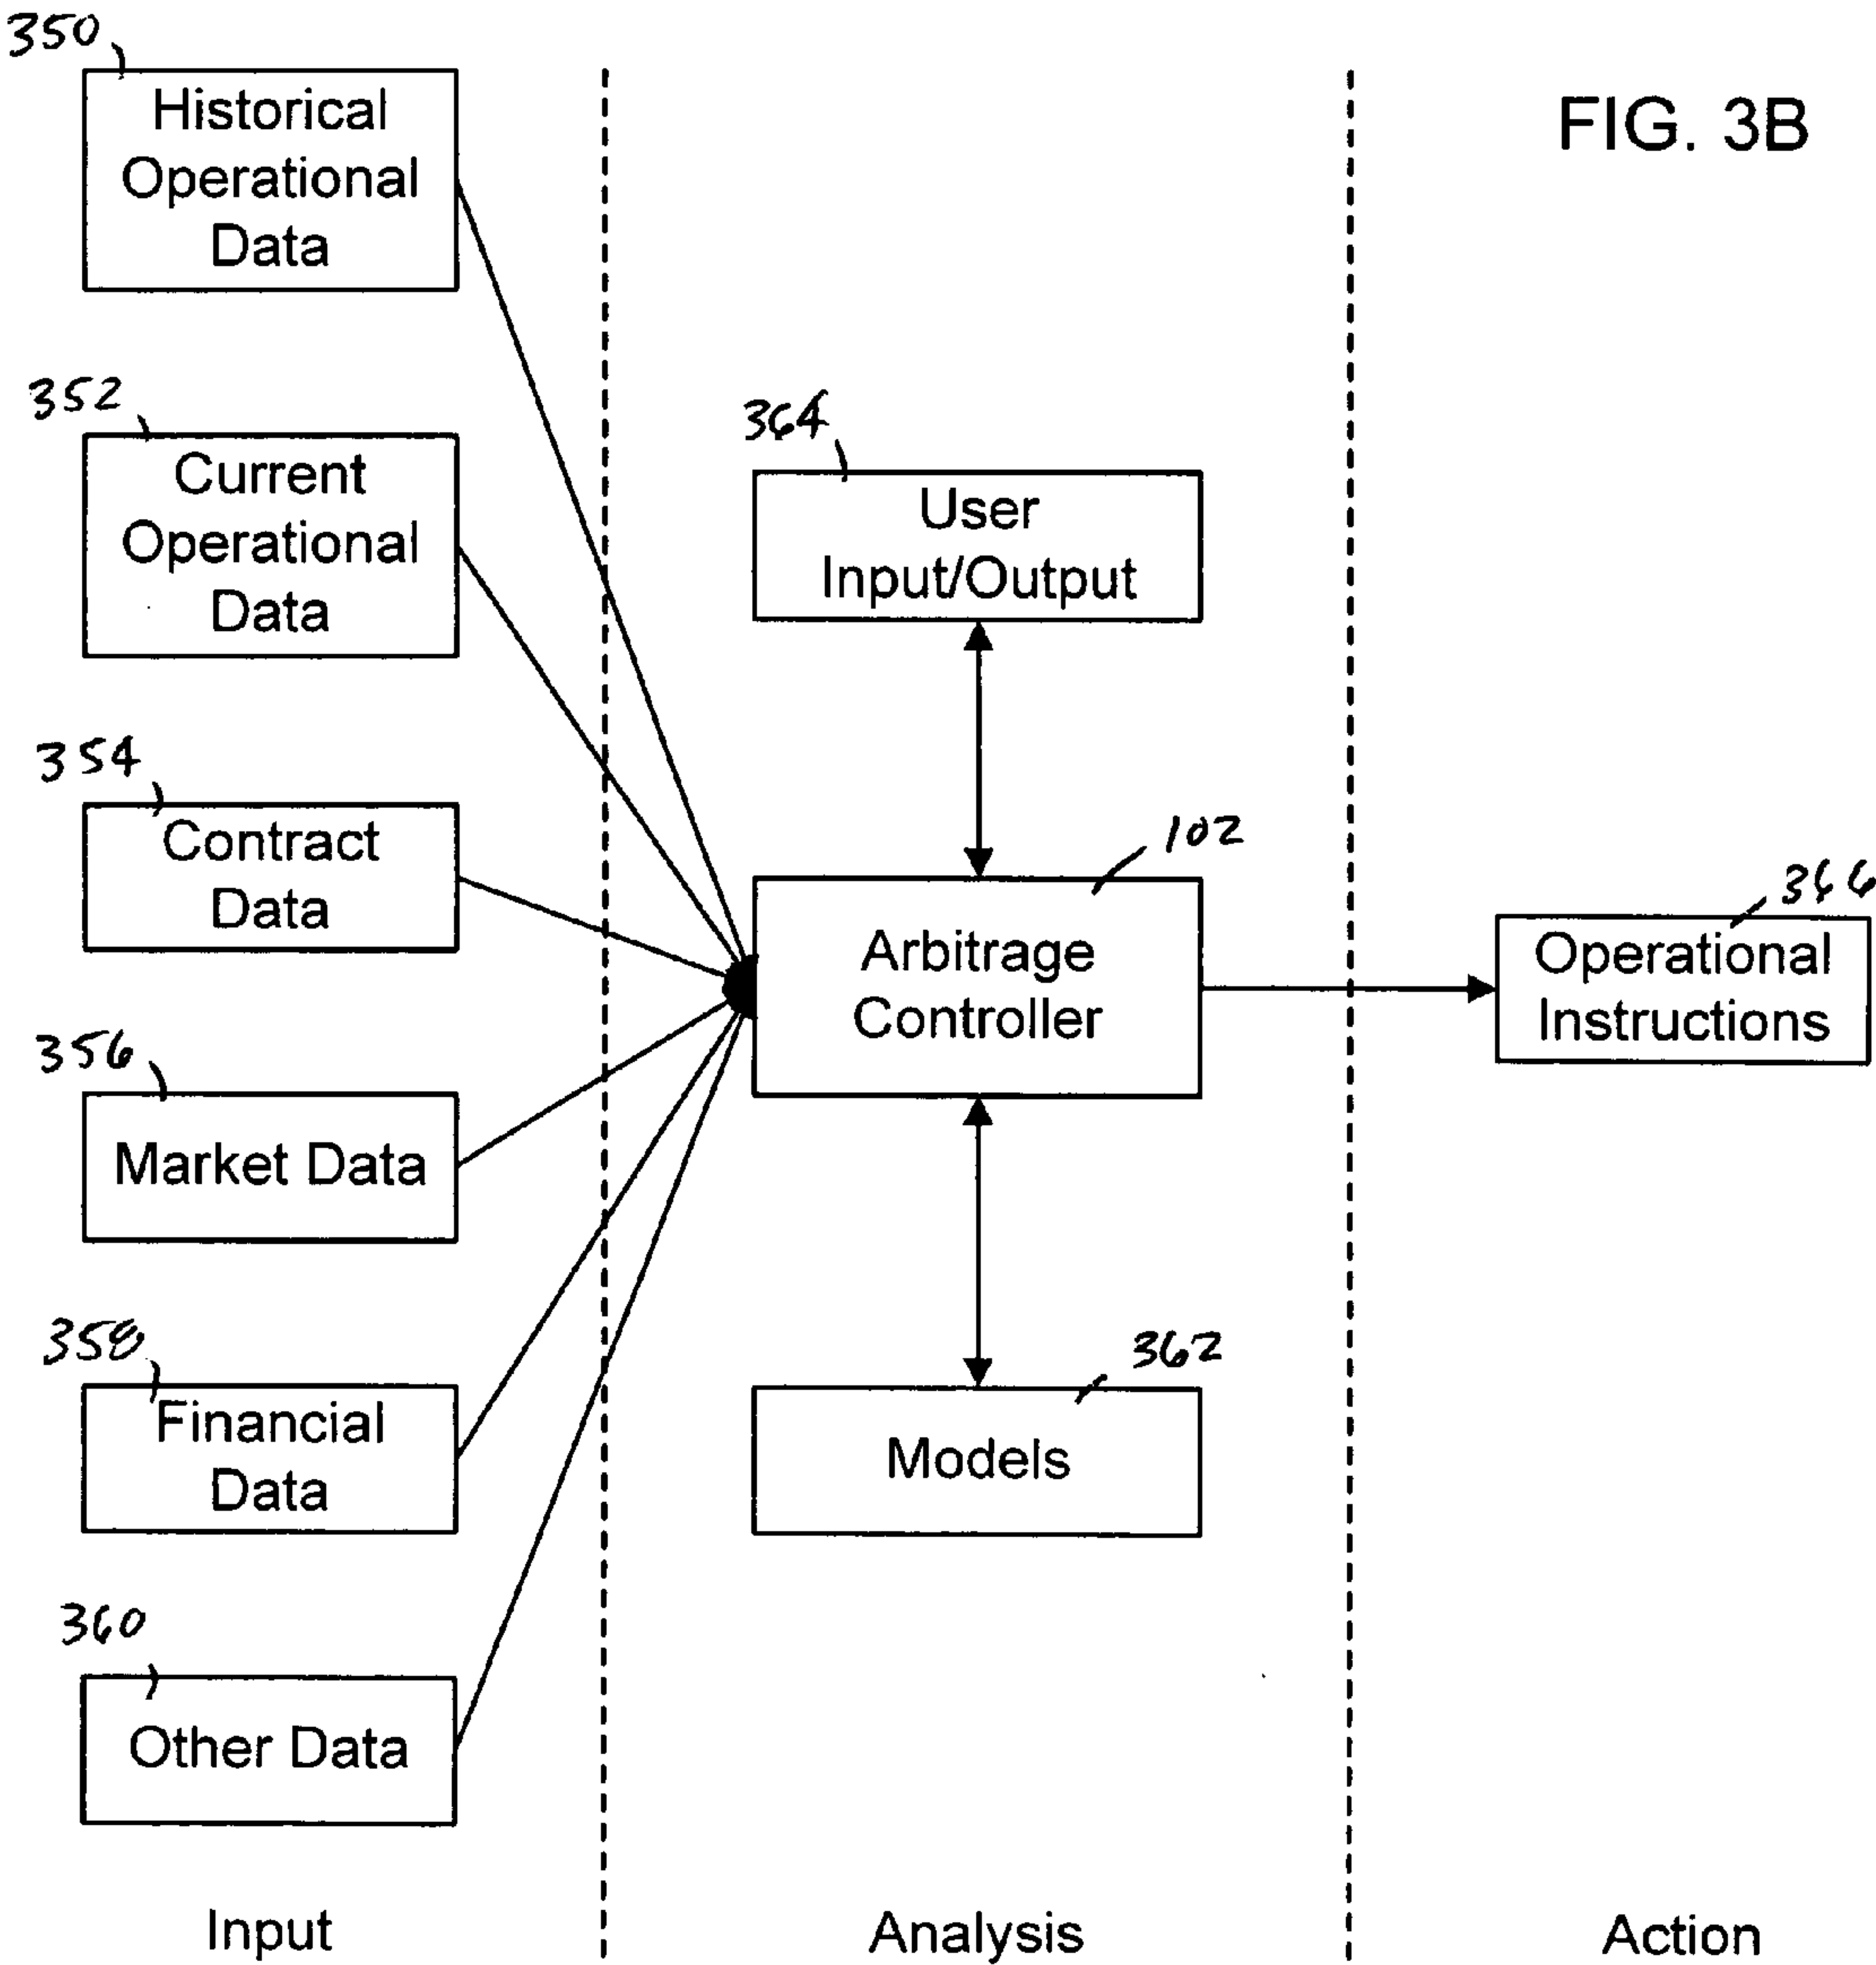 FIG. 3B
350
Historical
Operational
Data
352
Current
Operational
Data
354
Contract
Data
356
Market Data
358
Financial
Data
360
Other Data
Input
364
User
Input/Output
102
Arbitrage
Controller
362
Models
Analysis
366
Operational
Instructions
Action